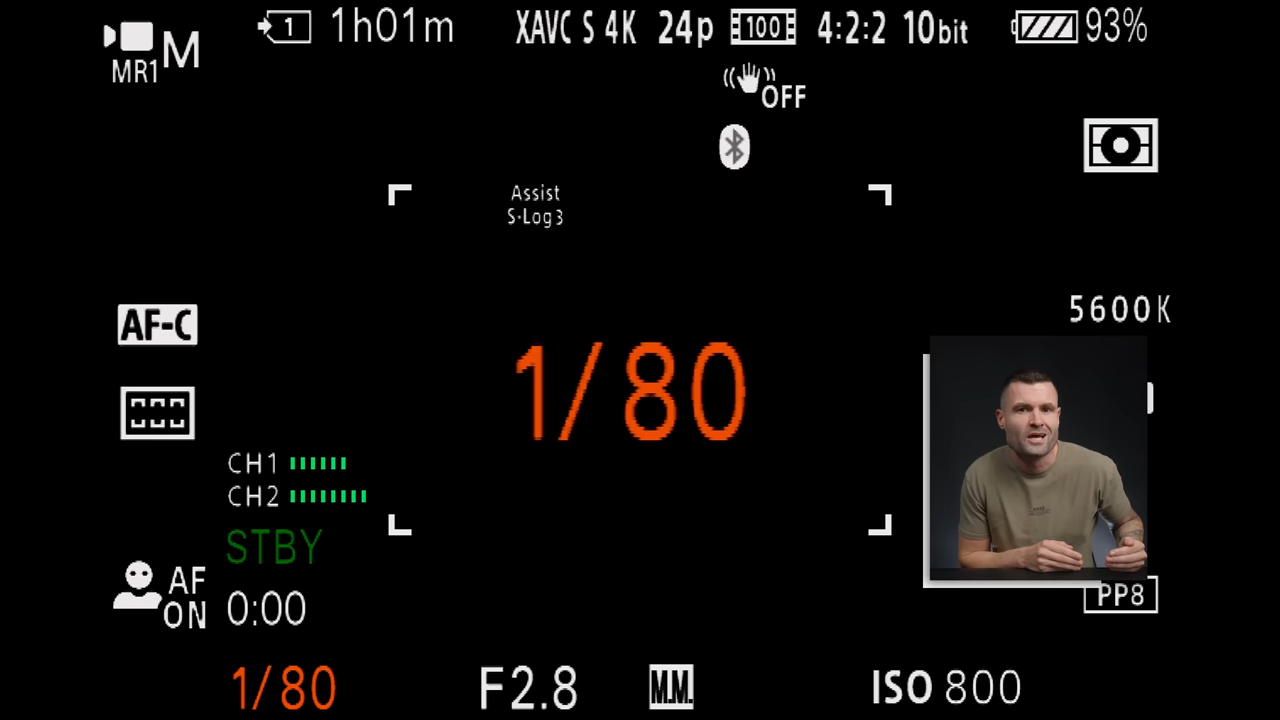 M
MR1
1
1h01m
XAVC S 4K 24p 100 4:2:2 10bit
93%
OFF
Assist
S-Log3
AF-C
5600K
1/80
CH1
CH2
STBY
AF
ON
0:00
PP8
1/80
F2.8
M.M.
ISO 800